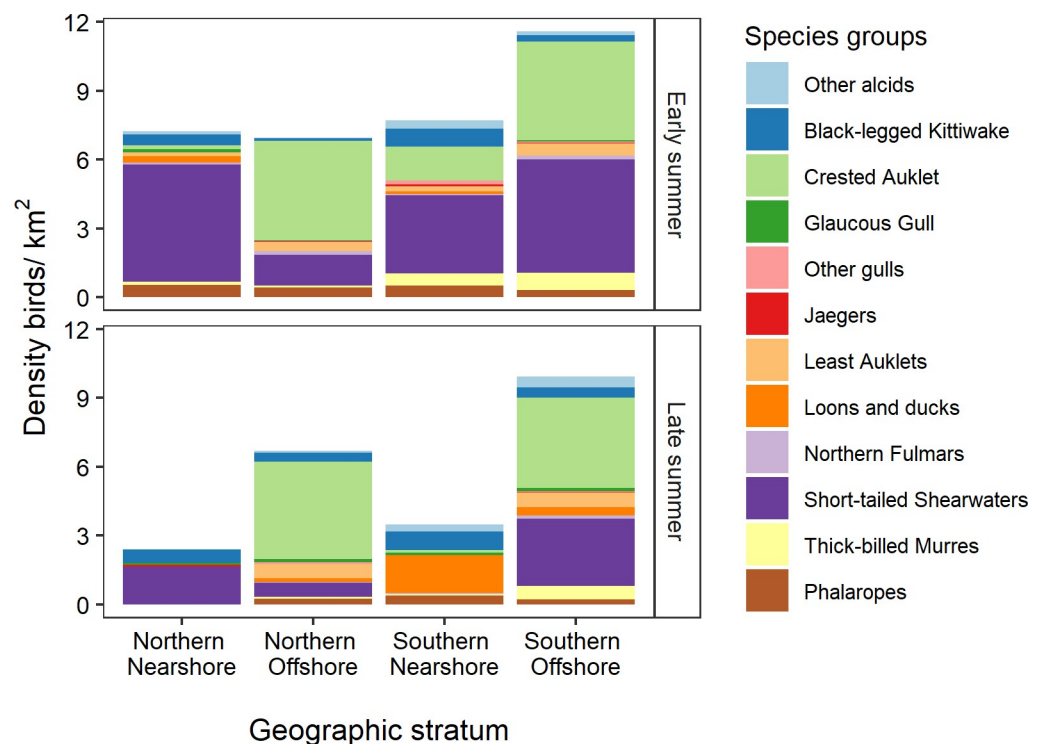 12
9
6
3
0
Early summer
12
9
6
3
0
Late summer
Density birds/ km²
Northern Nearshore
Northern Offshore
Southern Nearshore
Southern Offshore
Geographic stratum
Species groups
Other alcids
Black-legged Kittiwake
Crested Auklet
Glaucous Gull
Other gulls
Jaegers
Least Auklets
Loons and ducks
Northern Fulmars
Short-tailed Shearwaters
Thick-billed Murres
Phalaropes